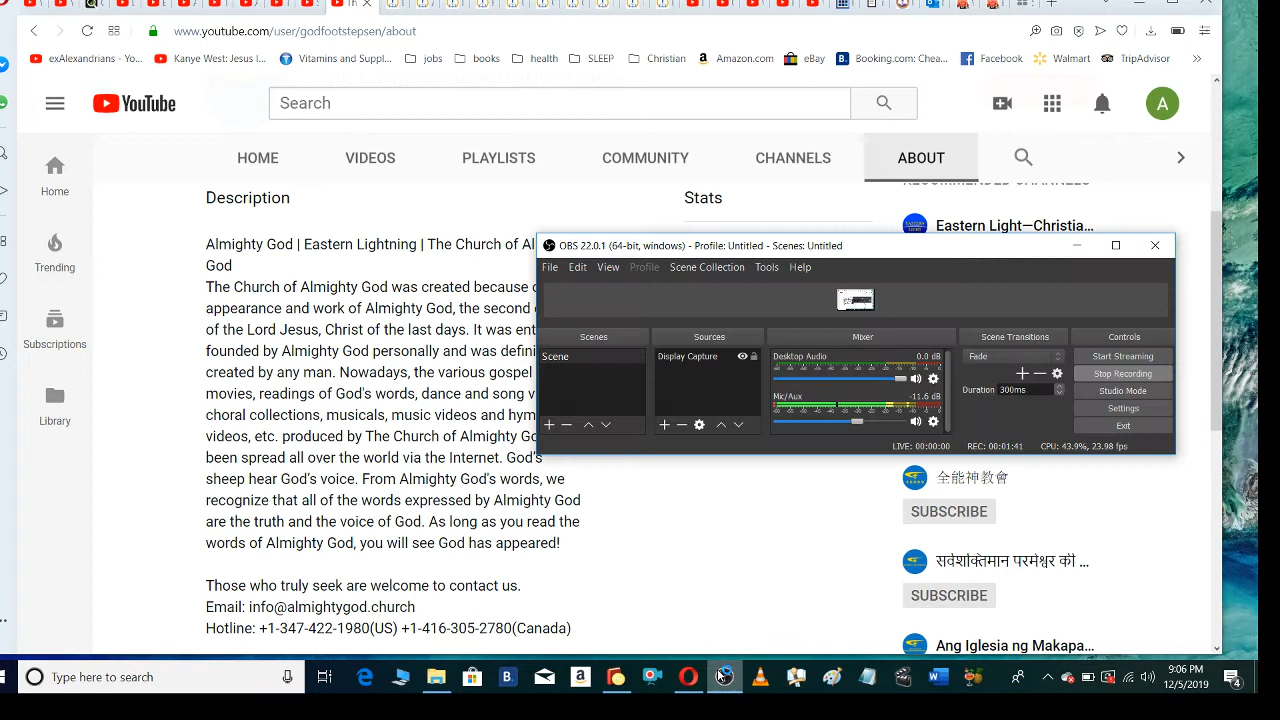 www.youtube.com/user/godfootstepsen/about
exAlexandrians - Yo...
Kanye West: Jesus I...
Vitamins and Suppl...
jobs
books
health
SLEEP
Christian
Amazon.com
eBay
Booking.com: Chea...
Facebook
Walmart
TripAdvisor
YouTube
Search
A
HOME
VIDEOS
PLAYLISTS
COMMUNITY
CHANNELS
ABOUT
Home
Trending
Subscriptions
Library
Description
Almighty God | Eastern Lightning | The Church of Al
God
The Church of Almighty God was created because o
appearance and work of Almighty God, the second
of the Lord Jesus, Christ of the last days. It was ent
founded by Almighty God personally and was defini
created by any man. Nowadays, the various gospel
movies, readings of God's words, dance and song v
choral collections, musicals, music videos and hym
videos, etc. produced by The Church of Almighty Go
been spread all over the world via the Internet. God's
sheep hear God's voice. From Almighty God's words, we
recognize that all of the words expressed by Almighty God
are the truth and the voice of God. As long as you read the
words of Almighty God, you will see God has appeared!
Those who truly seek are welcome to contact us.
Email: info@almightygod.church
Hotline: +1-347-422-1980(US) +1-416-305-2780(Canada)
Stats
RECOMMENDED CHANNELS
Eastern Light—Christia...
OBS 22.0.1 (64-bit, windows) - Profile: Untitled - Scenes: Untitled
File Edit View Profile Scene Collection Tools Help
Scenes
Sources
Mixer
Scene Transitions
Controls
Scene
Display Capture
Desktop Audio 0.0 dB
Mic/Aux -11.6 dB
Fade
Duration 300ms
Start Streaming
Stop Recording
Studio Mode
Settings
Exit
LIVE: 00:00:00 REC: 00:01:41 CPU: 43.9%, 23.98 fps
全能神教會
SUBSCRIBE
सर्वशक्तिमान परमेश्वर की ...
SUBSCRIBE
Ang Iglesia ng Makapa...
Type here to search
9:06 PM
12/5/2019
4